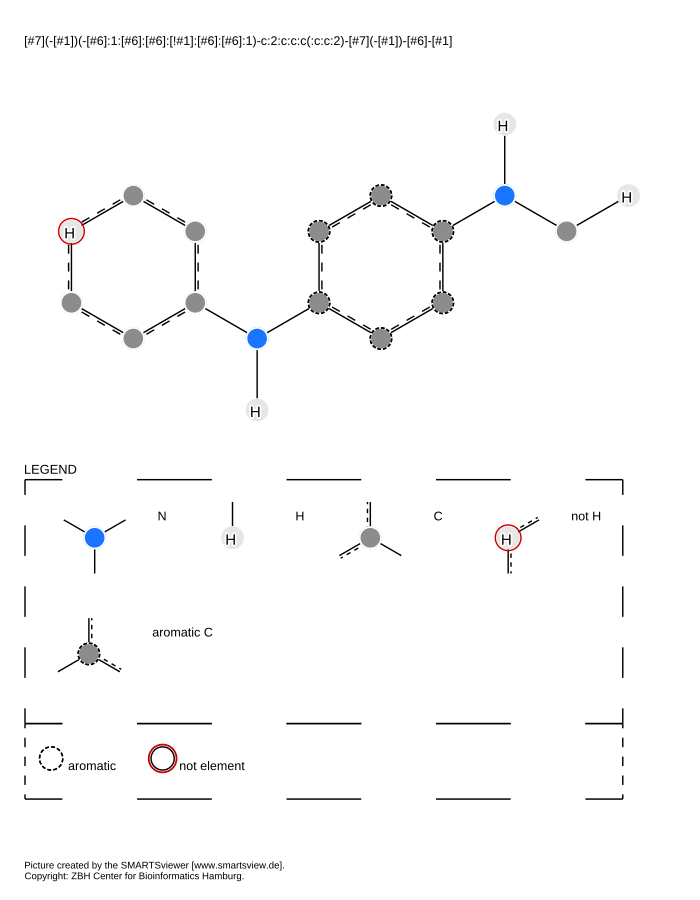 [#7](-[#1])(-[#6]:1:[#6]:[#6]:[!#1]:[#6]:[#6]:1)-c:2:c:c:c(:c:c:2)-[#7](-[#1])-[#6]-[#1]
H
H
H
H
LEGEND
N
H
H
C
H
not H
aromatic C
aromatic
not element
Picture created by the SMARTSviewer [www.smartsview.de].
Copyright: ZBH Center for Bioinformatics Hamburg.